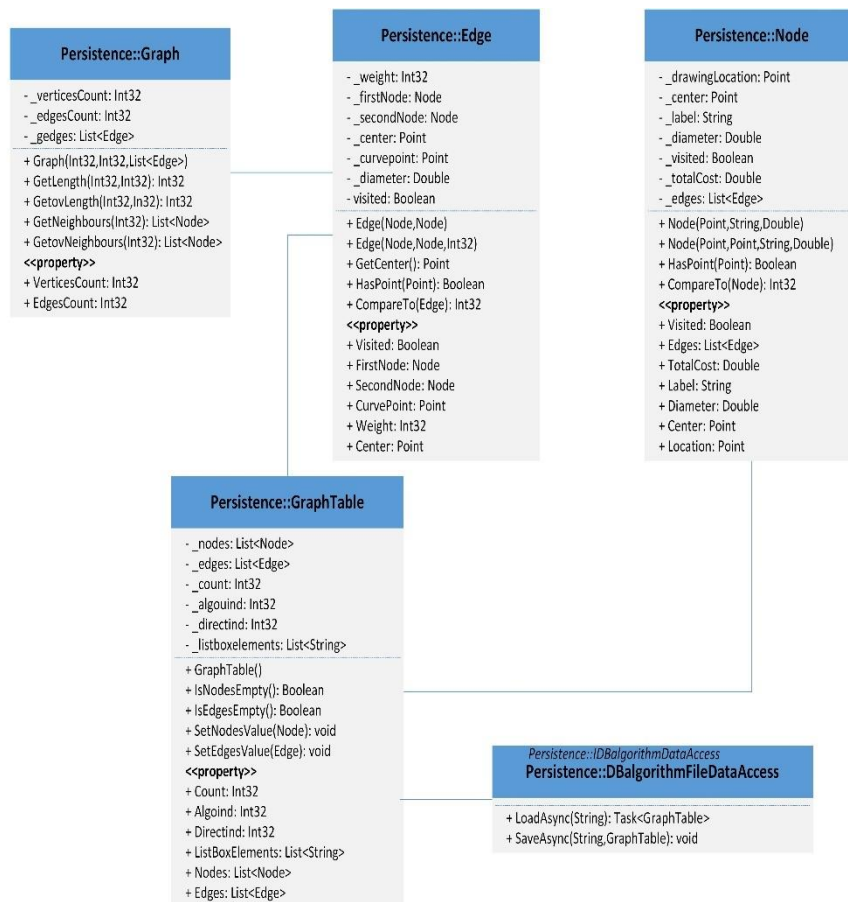 Persistence::Graph
- _verticesCount: Int32
- _edgesCount: Int32
- _gedges: List<Edge>
+ Graph(Int32,Int32,List<Edge>)
+ GetLength(Int32,Int32): Int32
+ GetovLength(Int32,In32): Int32
+ GetNeighbours(Int32): List<Node>
+ GetovNeighbours(Int32): List<Node>
<<property>>
+ VerticesCount: Int32
+ EdgesCount: Int32
Persistence::Edge
- _weight: Int32
- _firstNode: Node
- _secondNode: Node
- _center: Point
- _curvepoint: Point
- _diameter: Double
- visited: Boolean
+ Edge(Node,Node)
+ Edge(Node,Node,Int32)
+ GetCenter(): Point
+ HasPoint(Point): Boolean
+ CompareTo(Edge): Int32
<<property>>
+ Visited: Boolean
+ FirstNode: Node
+ SecondNode: Node
+ CurvePoint: Point
+ Weight: Int32
+ Center: Point
Persistence::Node
- _drawingLocation: Point
- _center: Point
- _label: String
- _diameter: Double
- _visited: Boolean
- _totalCost: Double
- _edges: List<Edge>
+ Node(Point,String,Double)
+ Node(Point,Point,String,Double)
+ HasPoint(Point): Boolean
+ CompareTo(Node): Int32
<<property>>
+ Visited: Boolean
+ Edges: List<Edge>
+ TotalCost: Double
+ Label: String
+ Diameter: Double
+ Center: Point
+ Location: Point
Persistence::GraphTable
- _nodes: List<Node>
- _edges: List<Edge>
- _count: Int32
- _algouind: Int32
- _directind: Int32
- _listboxelements: List<String>
+ GraphTable()
+ IsNodesEmpty(): Boolean
+ IsEdgesEmpty(): Boolean
+ SetNodesValue(Node): void
+ SetEdgesValue(Edge): void
<<property>>
+ Count: Int32
+ Algoind: Int32
+ Directind: Int32
+ ListBoxElements: List<String>
+ Nodes: List<Node>
+ Edges: List<Edge>
Persistence::IDBalgorithmDataAccess
Persistence::DBalgorithmFileDataAccess
+ LoadAsync(String): Task<GraphTable>
+ SaveAsync(String,GraphTable): void